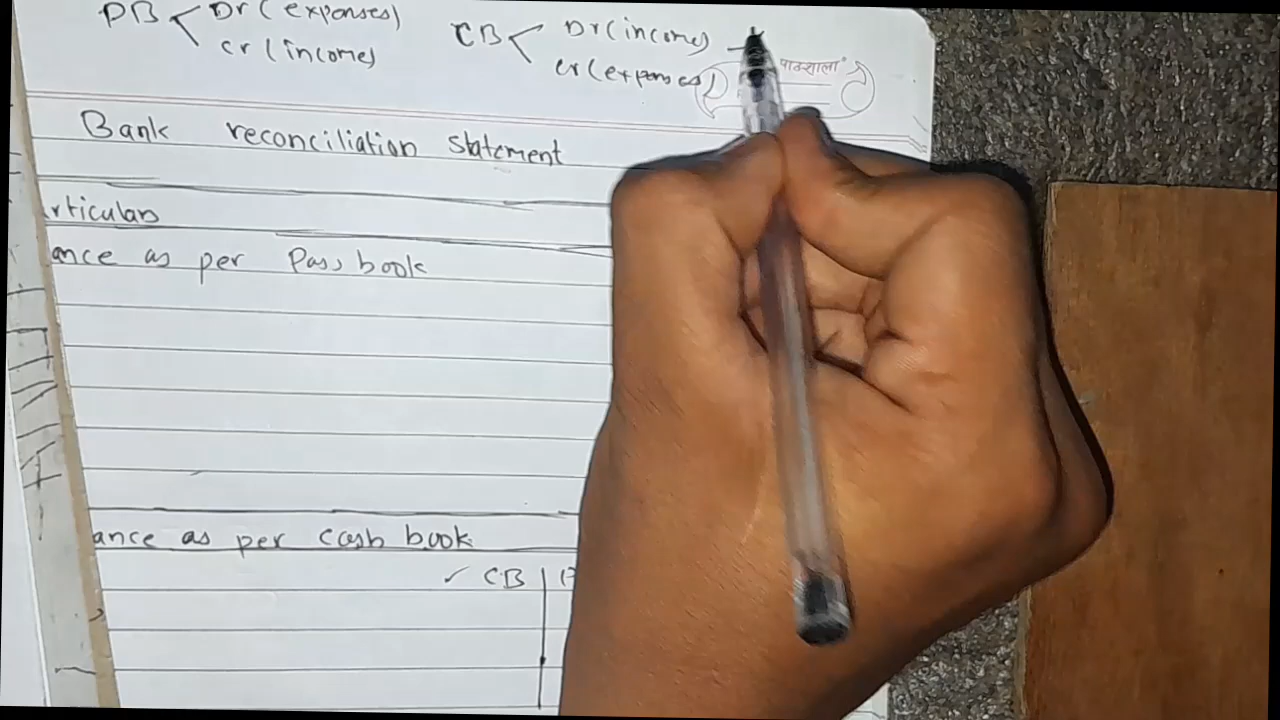 PB < Dr (expenses)
cr (income)
CB < Dr (income)
cr (expenses)
पाठशाला
Bank reconciliation statement
rticulars
ance as per Pass book
ance as per cash book
✓ CB